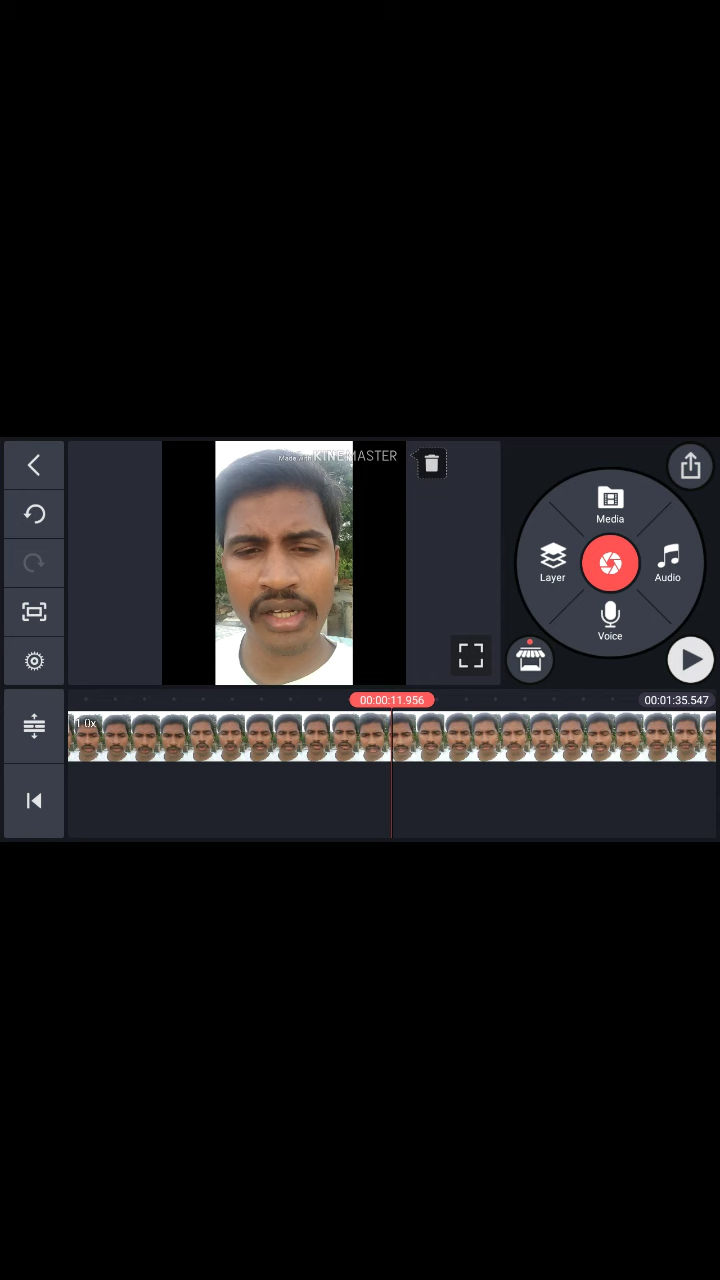 Made with KINEMASTER
Media
Layer
Audio
Voice
00:00:11.956
00:01:35.547
1.0x